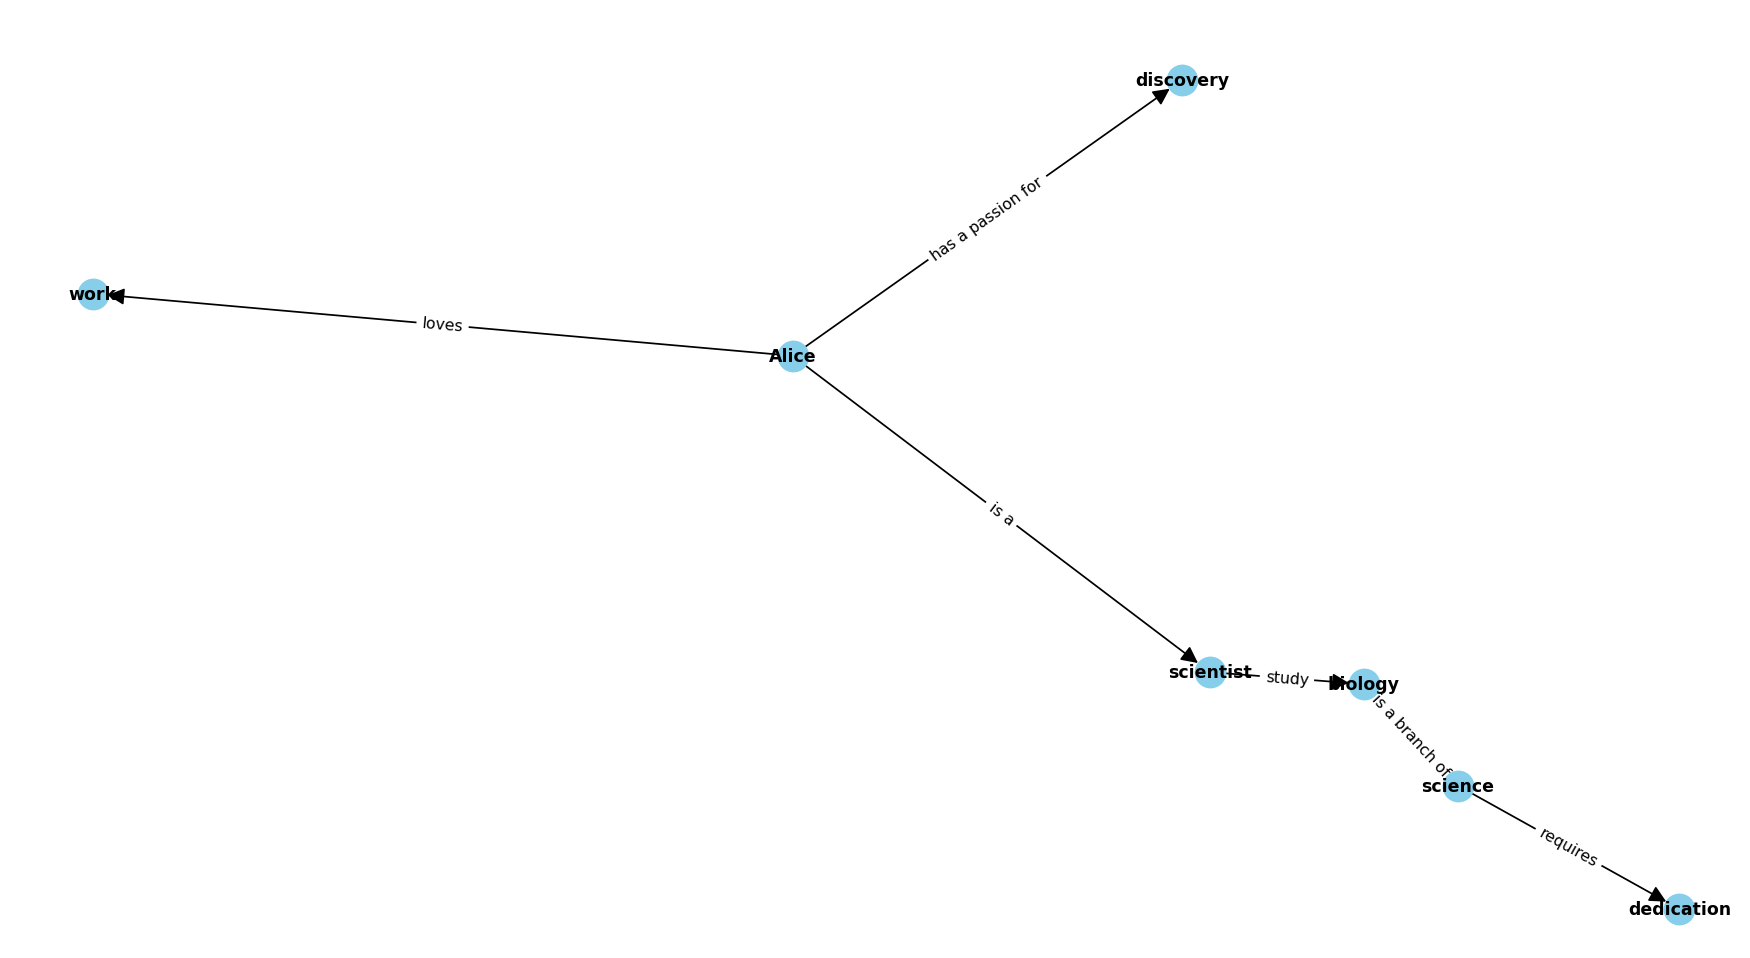 discovery
has a passion for
work
loves
Alice
is a
scientist
study
biology
is a branch of
science
requires
dedication